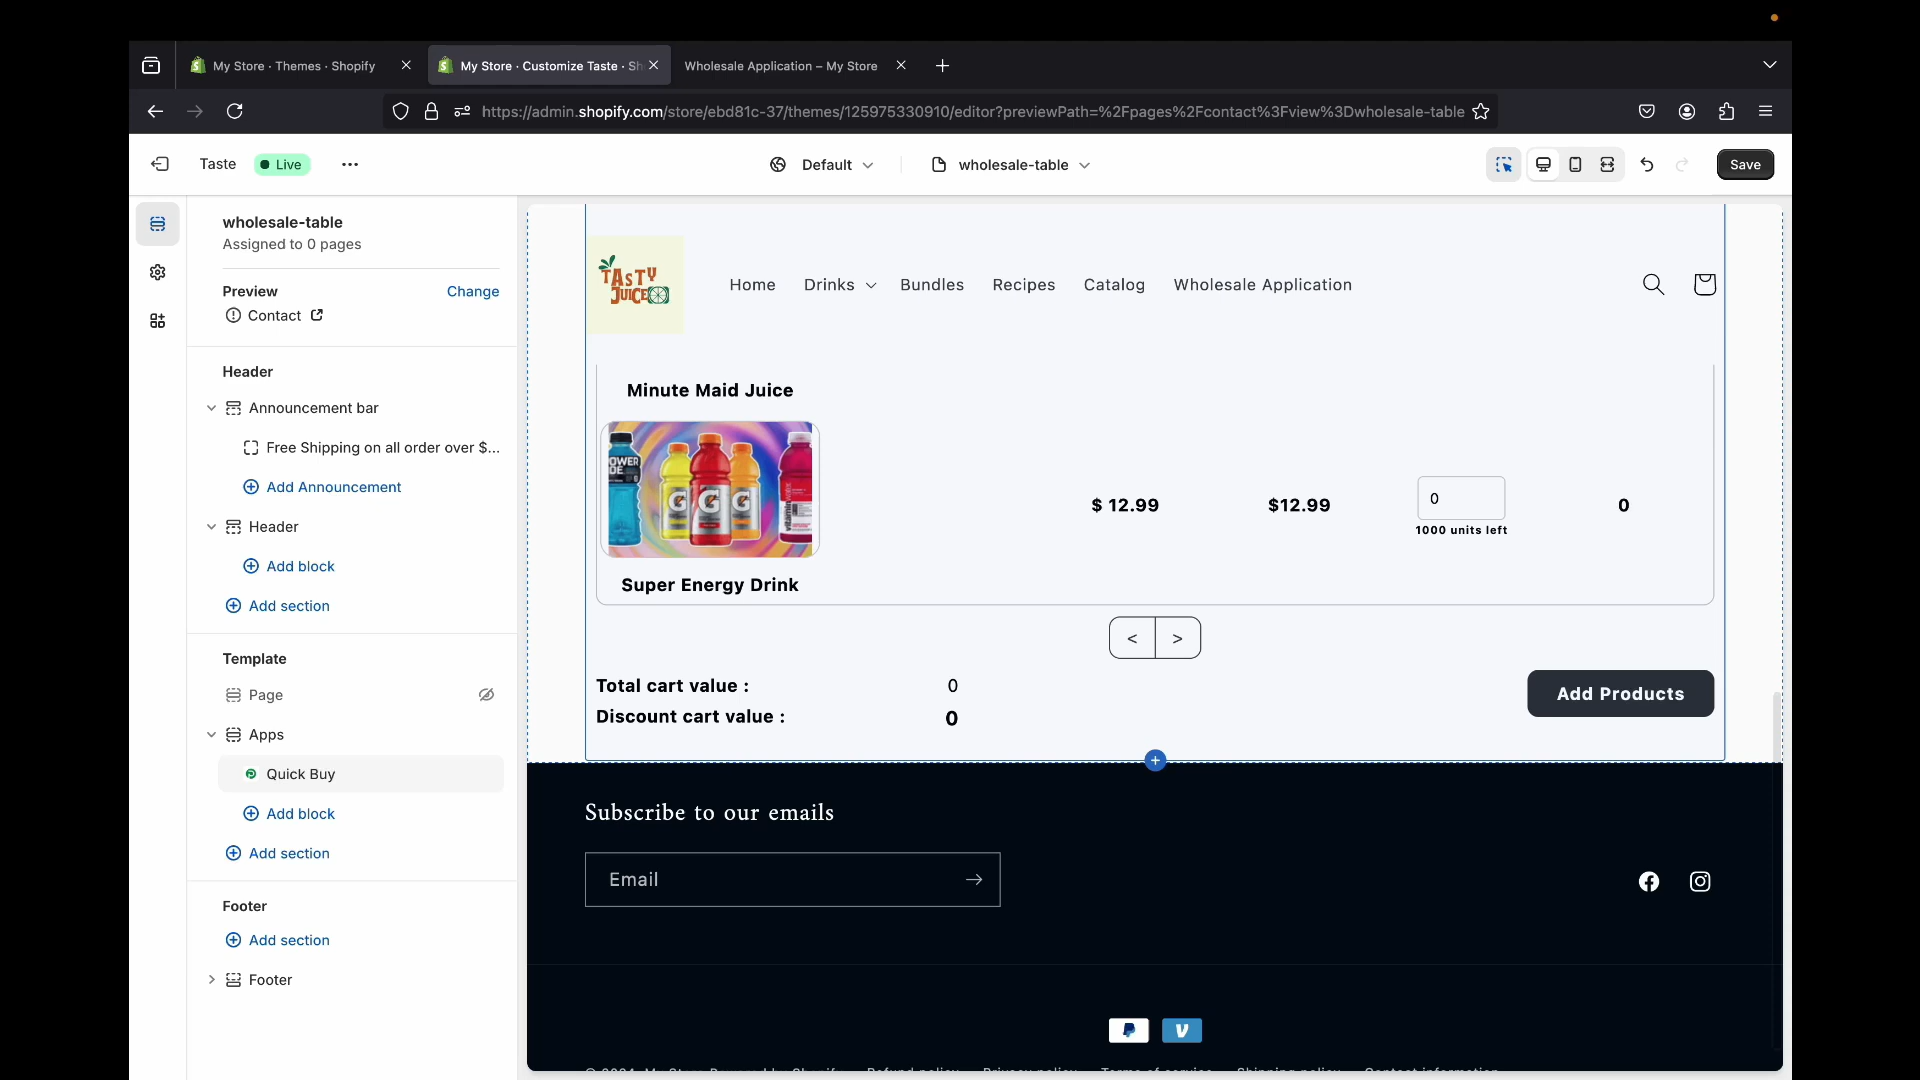 My Store · Themes · Shopify
My Store · Customize Taste · Sh
Wholesale Application – My Store
https://admin.shopify.com/store/ebd81c-37/themes/125975330910/editor?previewPath=%2Fpages%2Fcontact%3Fview%3Dwholesale-table
Taste
Live
Default
wholesale-table
Save
wholesale-table
Assigned to 0 pages
Preview
Change
Contact
Header
Announcement bar
Free Shipping on all order over $...
Add Announcement
Header
Add block
Add section
Template
Page
Apps
Quick Buy
Add block
Add section
Footer
Add section
Footer
TASTY
JUICE
Home
Drinks
Bundles
Recipes
Catalog
Wholesale Application
Minute Maid Juice
G G G
$ 12.99
$12.99
0
1000 units left
0
Super Energy Drink
< >
Total cart value :
0
Discount cart value :
0
Add Products
Subscribe to our emails
Email